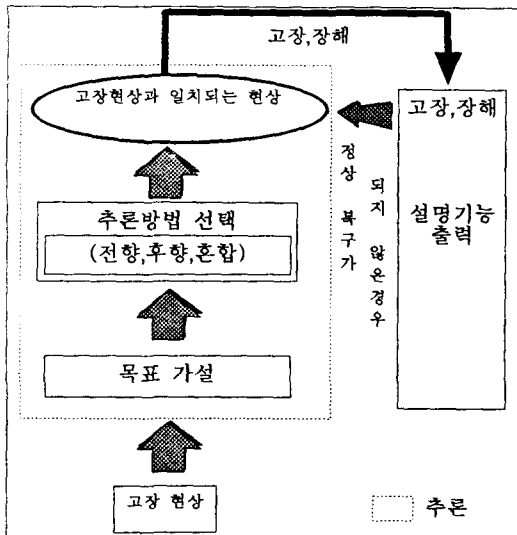 고장,장해
고장현상과 일치되는 현상
고장,장해
설명기능
출력
정상 복구가
되지 않은경우
추론방법 선택
(전향,후향,혼합)
목표 가설
고장 현상
추론